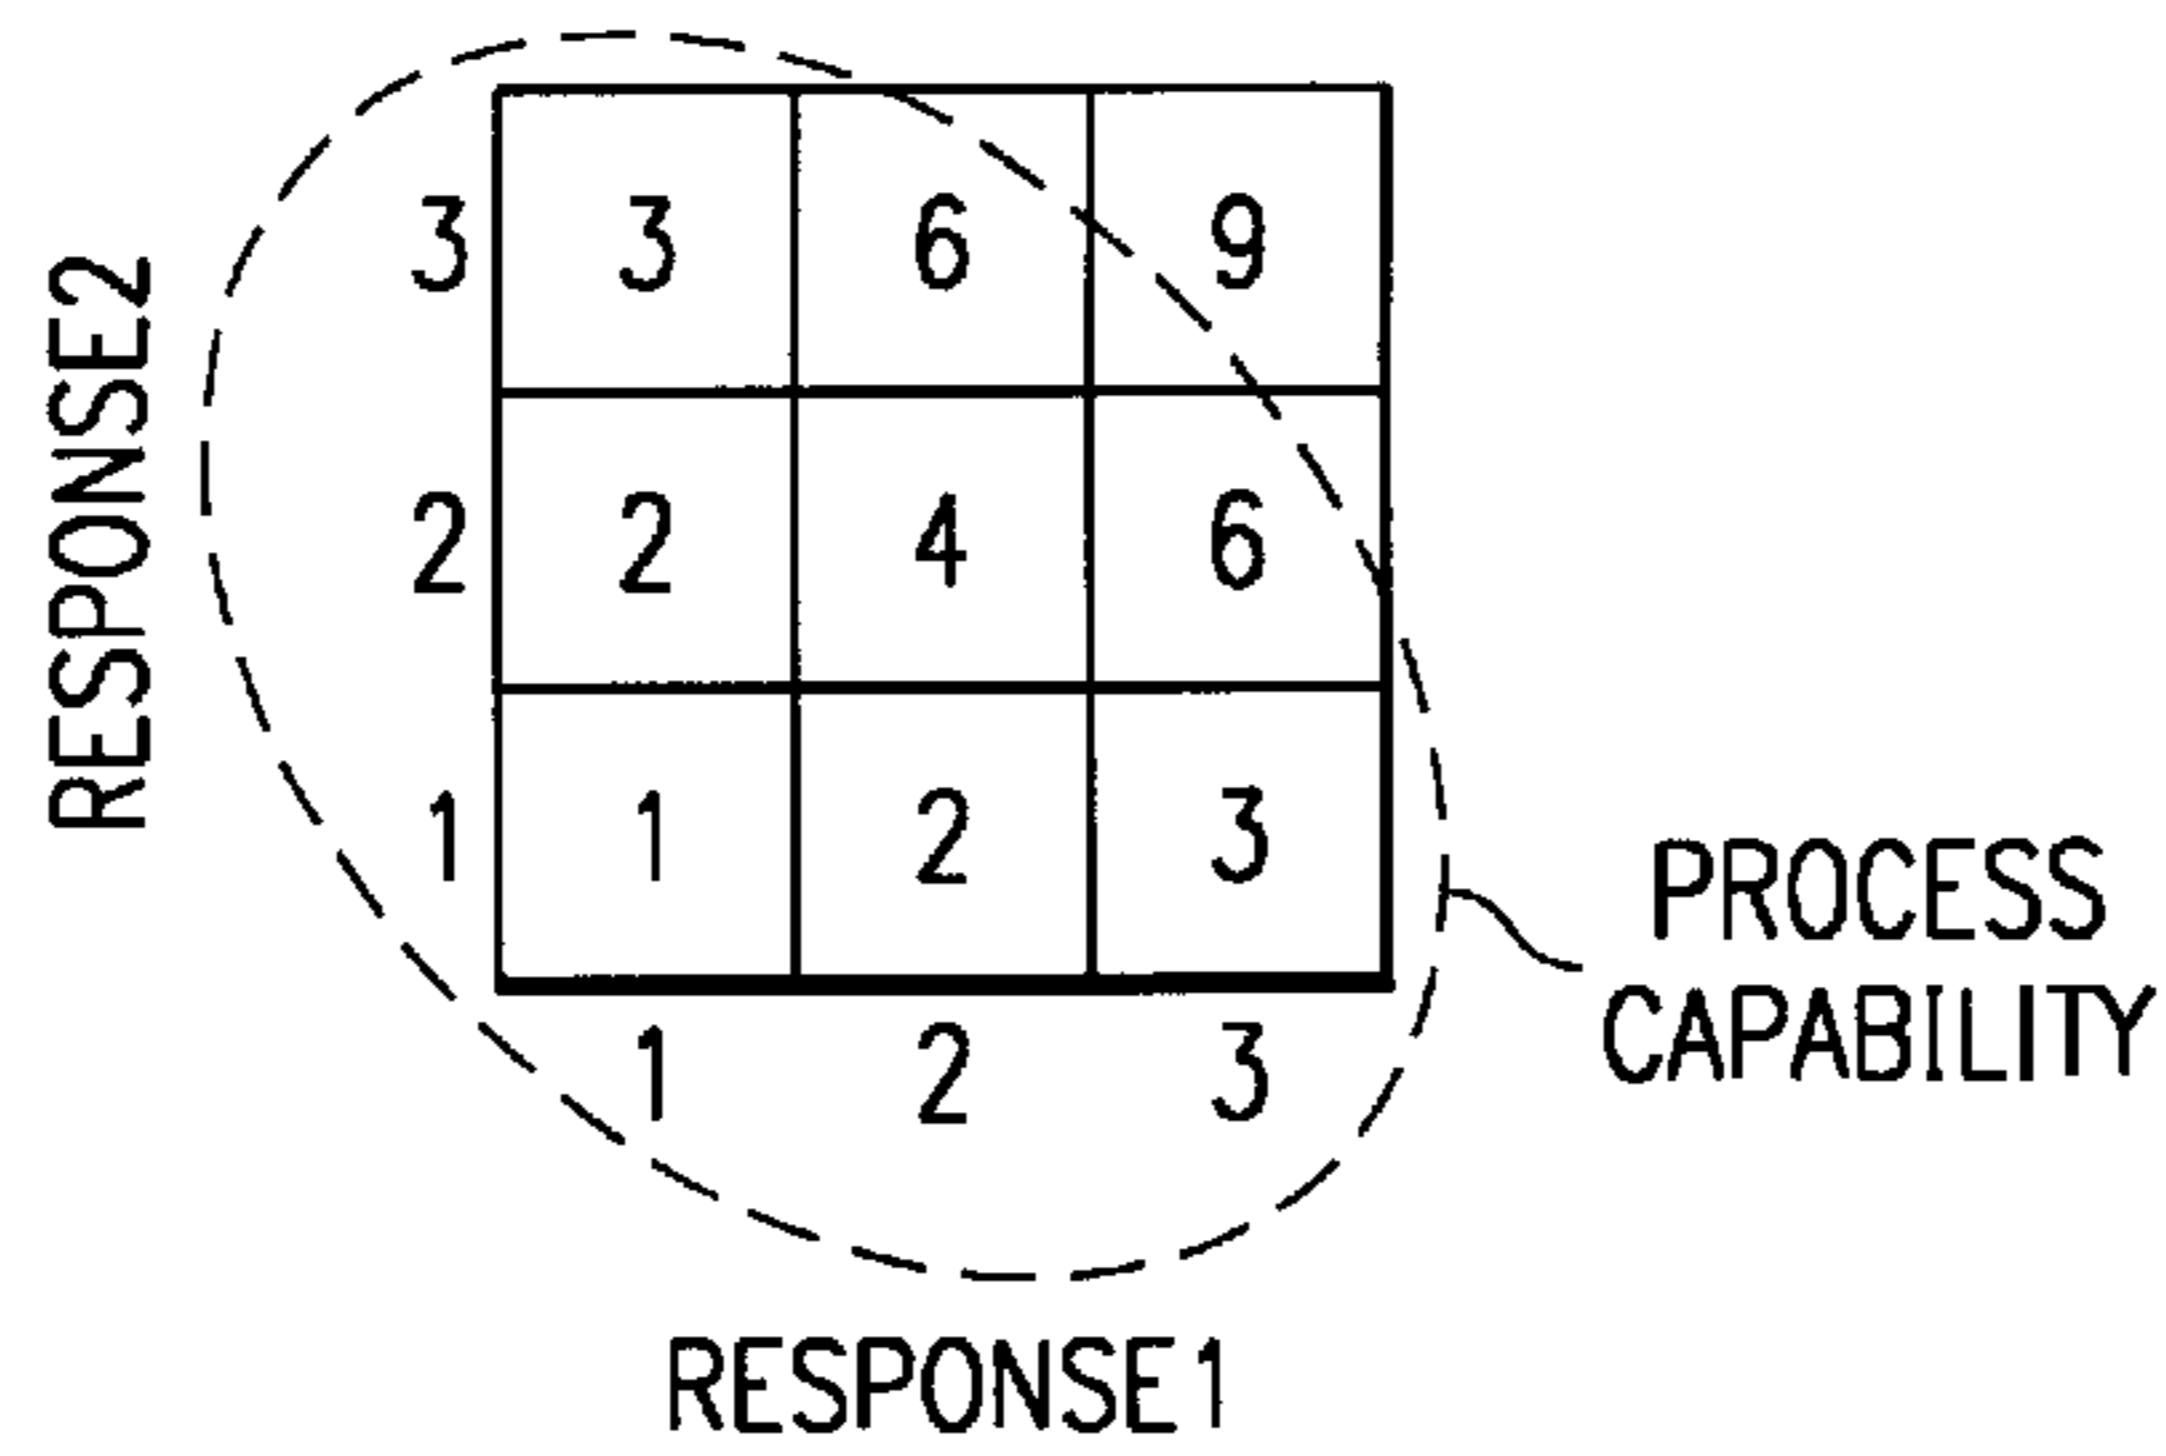 RESPONSE2
3 3 6 9
2 2 4 6
1 1 2 3
1 2 3
PROCESS
CAPABILITY
RESPONSE1